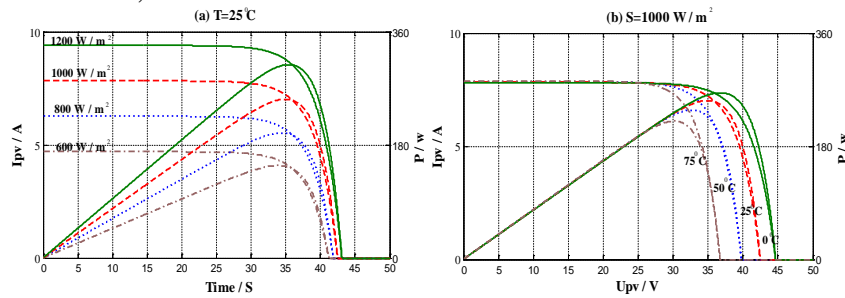 (a) T=25°C
(b) S=1000 W / m²
10
360
10
360
1200 W / m²
1000 W / m²
800 W / m²
600 W / m²
Ipv / A
5
180
P / w
Ipv / A
5
180
P / w
75 °C
50 °C
25 °C
0 °C
0
0
0
0
0 5 10 15 20 25 30 35 40 45 50
0 5 10 15 20 25 30 35 40 45 50
Time / S
Upv / V